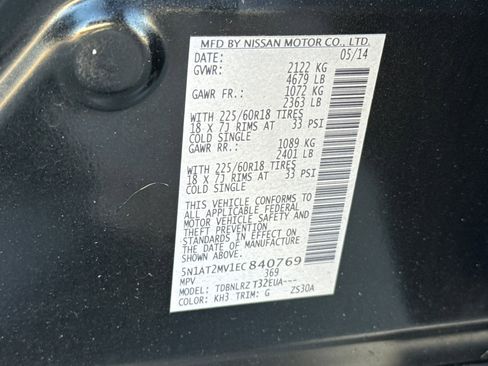 MFD BY NISSAN MOTOR CO., LTD.
DATE 05/14
GVWR: 2122 KG
4679 LB
GAWR FR.: 1072 KG
2363 LB
WITH 225/60R18 TIRES
18 X 7J RIMS AT 33 PSI
COLD SINGLE
GAWR RR.: 1089 KG
2401 LB
WITH 225/60R18 TIRES
18 X 7J RIMS AT 33 PSI
COLD SINGLE
THIS VEHICLE CONFORMS TO
ALL APPLICABLE FEDERAL
MOTOR VEHICLE SAFETY AND
THEFT PREVENTION
STANDARDS IN EFFECT ON
THE DATE OF MANUFACTURE
SHOWN ABOVE.
5N1AT2MV1EC840769
MPV 369
MODEL: TDBNLRZ T32EUA---
COLOR: KH3 TRIM: G ZS30A